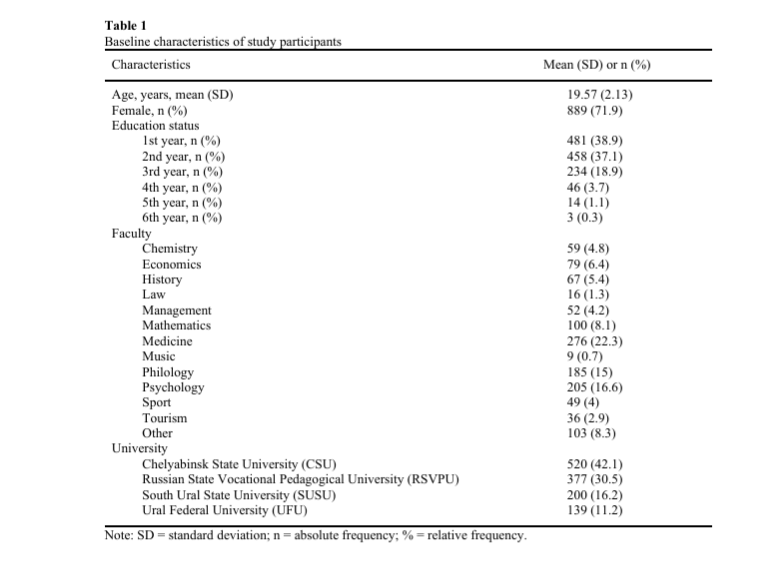 Table 1
Baseline characteristics of study participants
Characteristics Mean (SD) or n (%)
Age, years, mean (SD) 19.57 (2.13)
Female, n (%) 889 (71.9)
Education status
1st year, n (%) 481 (38.9)
2nd year, n (%) 458 (37.1)
3rd year, n (%) 234 (18.9)
4th year, n (%) 46 (3.7)
5th year, n (%) 14 (1.1)
6th year, n (%) 3 (0.3)
Faculty
Chemistry 59 (4.8)
Economics 79 (6.4)
History 67 (5.4)
Law 16 (1.3)
Management 52 (4.2)
Mathematics 100 (8.1)
Medicine 276 (22.3)
Music 9 (0.7)
Philology 185 (15)
Psychology 205 (16.6)
Sport 49 (4)
Tourism 36 (2.9)
Other 103 (8.3)
University
Chelyabinsk State University (CSU) 520 (42.1)
Russian State Vocational Pedagogical University (RSVPU) 377 (30.5)
South Ural State University (SUSU) 200 (16.2)
Ural Federal University (UFU) 139 (11.2)
Note: SD = standard deviation; n = absolute frequency; % = relative frequency.